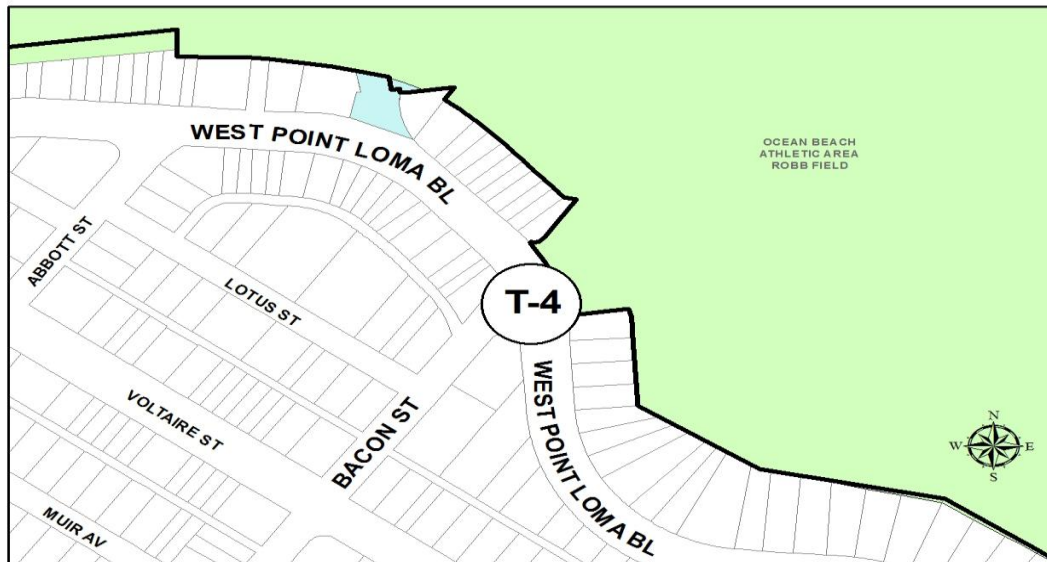 WEST POINT LOMA BL
OCEAN BEACH
ATHLETIC AREA
ROBB FIELD
ABBOTT ST
LOTUS ST
T-4
VOLTAIRE ST
BACON ST
WEST POINT LOMA BL
MUIR AV
N
W
E
S